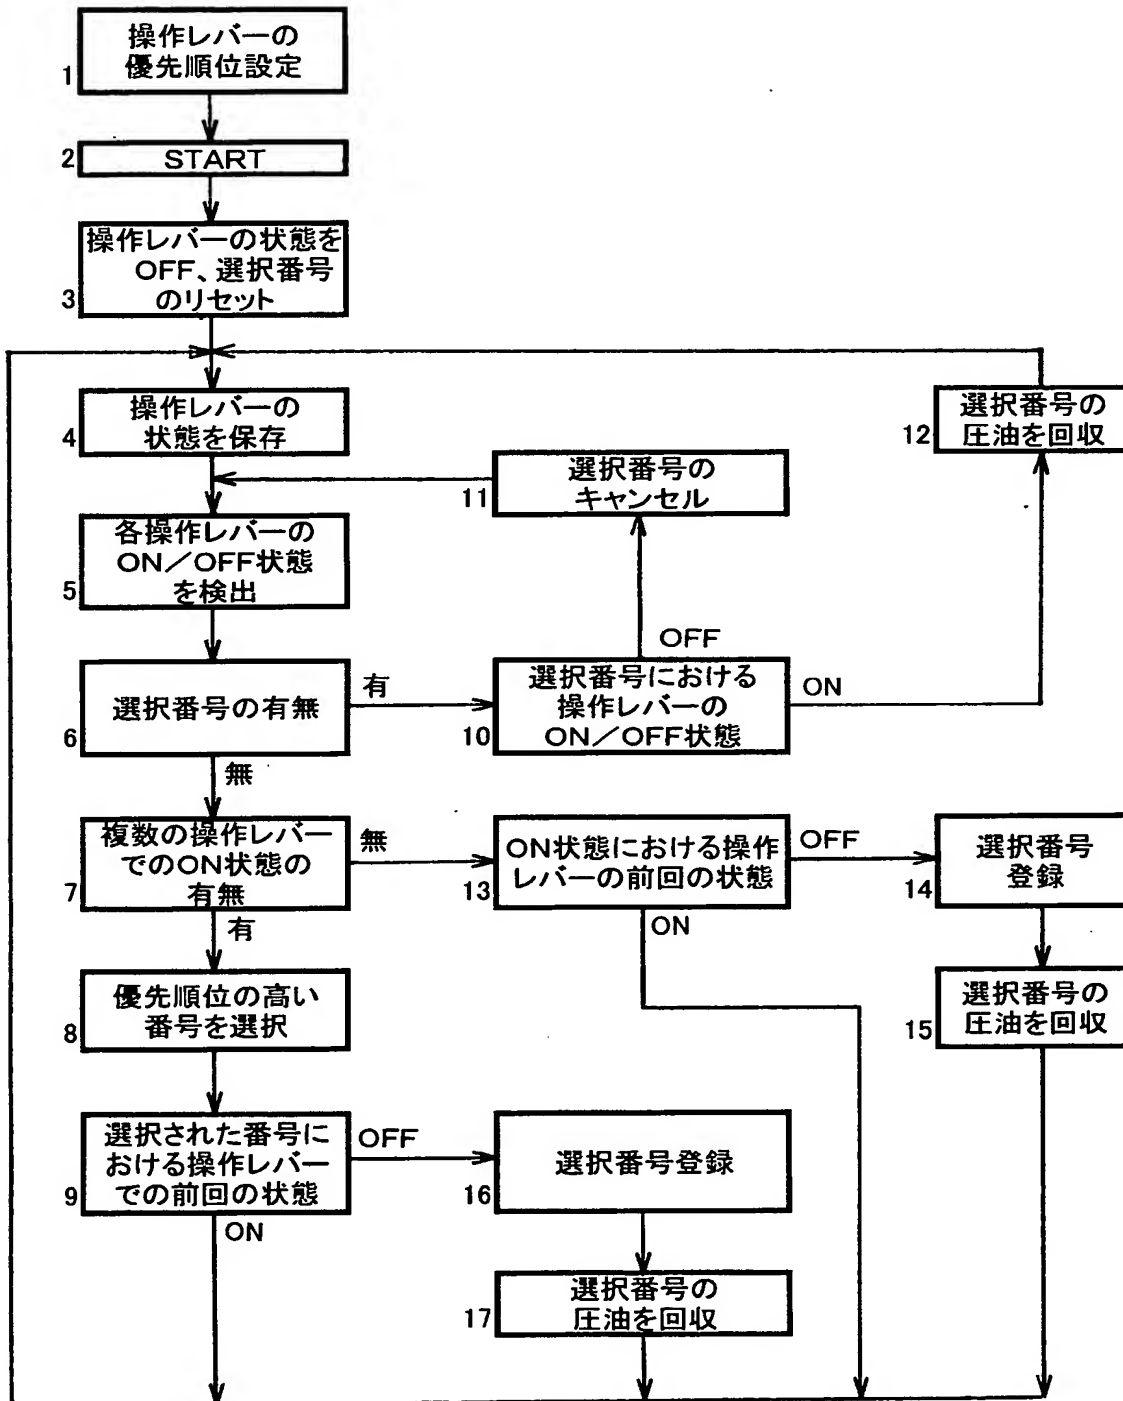 操作レバーの
優先順位設定
1
2
START
操作レバーの状態を
OFF、選択番号
のリセット
3
操作レバーの
状態を保存
4
選択番号の
圧油を回収
12
選択番号の
キャンセル
11
各操作レバーの
ON／OFF状態
を検出
5
OFF
選択番号の有無
6
有
選択番号における
操作レバーの
ON／OFF状態
10
ON
無
複数の操作レバー
でのON状態の
有無
7
無
ON状態における操作
レバーの前回の状態
13
OFF
選択番号
登録
14
有
ON
優先順位の高い
番号を選択
8
選択番号の
圧油を回収
15
選択された番号に
おける操作レバー
での前回の状態
9
OFF
選択番号登録
16
ON
選択番号の
圧油を回収
17